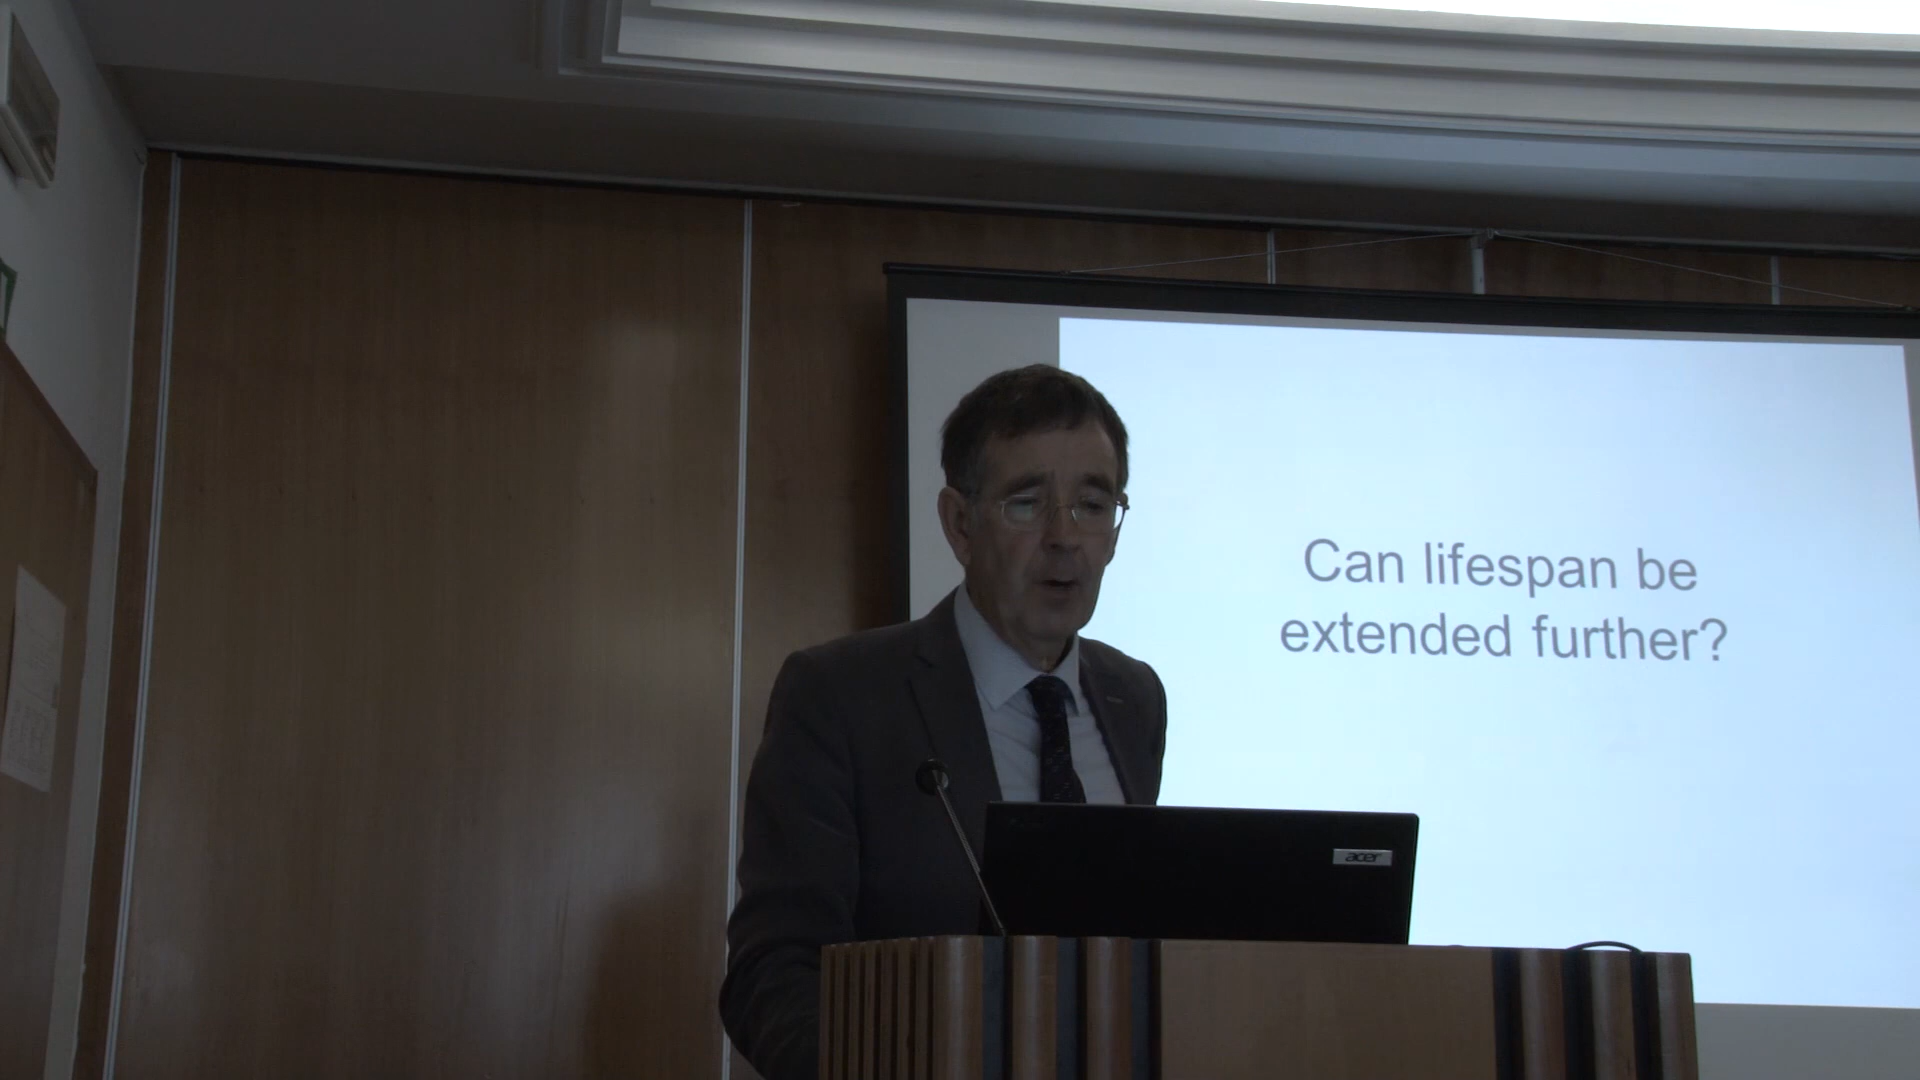 Can lifespan be
extended further?
acer